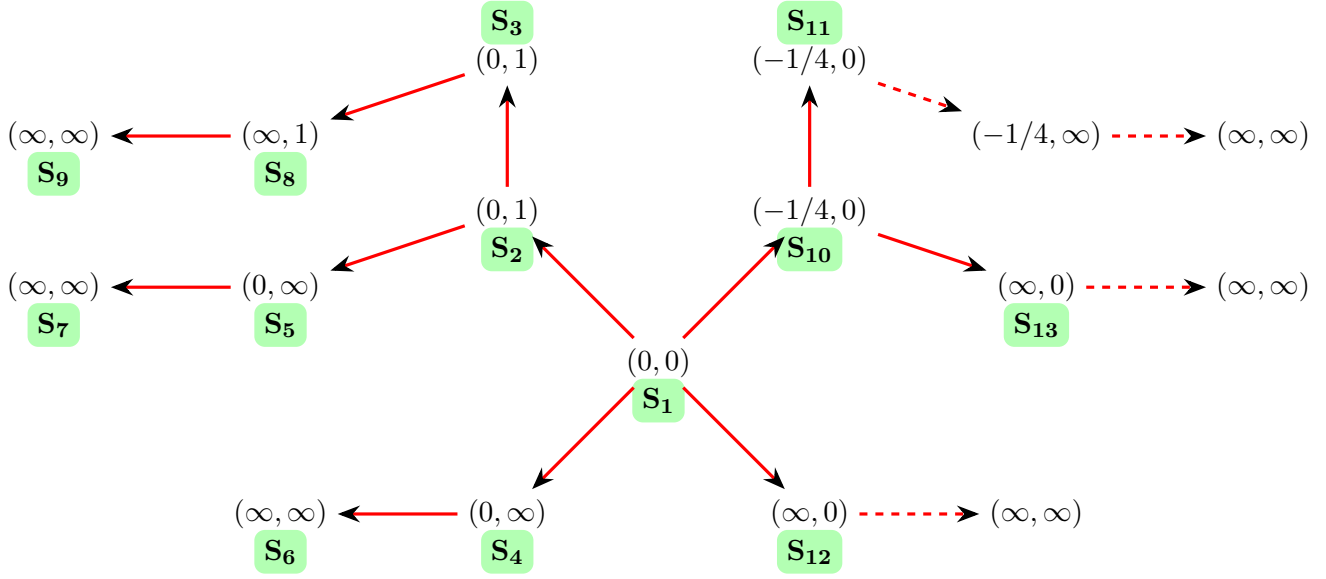 S₃ S₁₁
(0, 1) (−1/4, 0)
(∞, ∞) (∞, 1) (−1/4, ∞) (∞, ∞)
S₉ S₈
(0, 1) (−1/4, 0)
S₂ S₁₀
(∞, ∞) (0, ∞) (∞, 0) (∞, ∞)
S₇ S₅ S₁₃
(0, 0)
S₁
(∞, ∞) (0, ∞) (∞, 0) (∞, ∞)
S₆ S₄ S₁₂